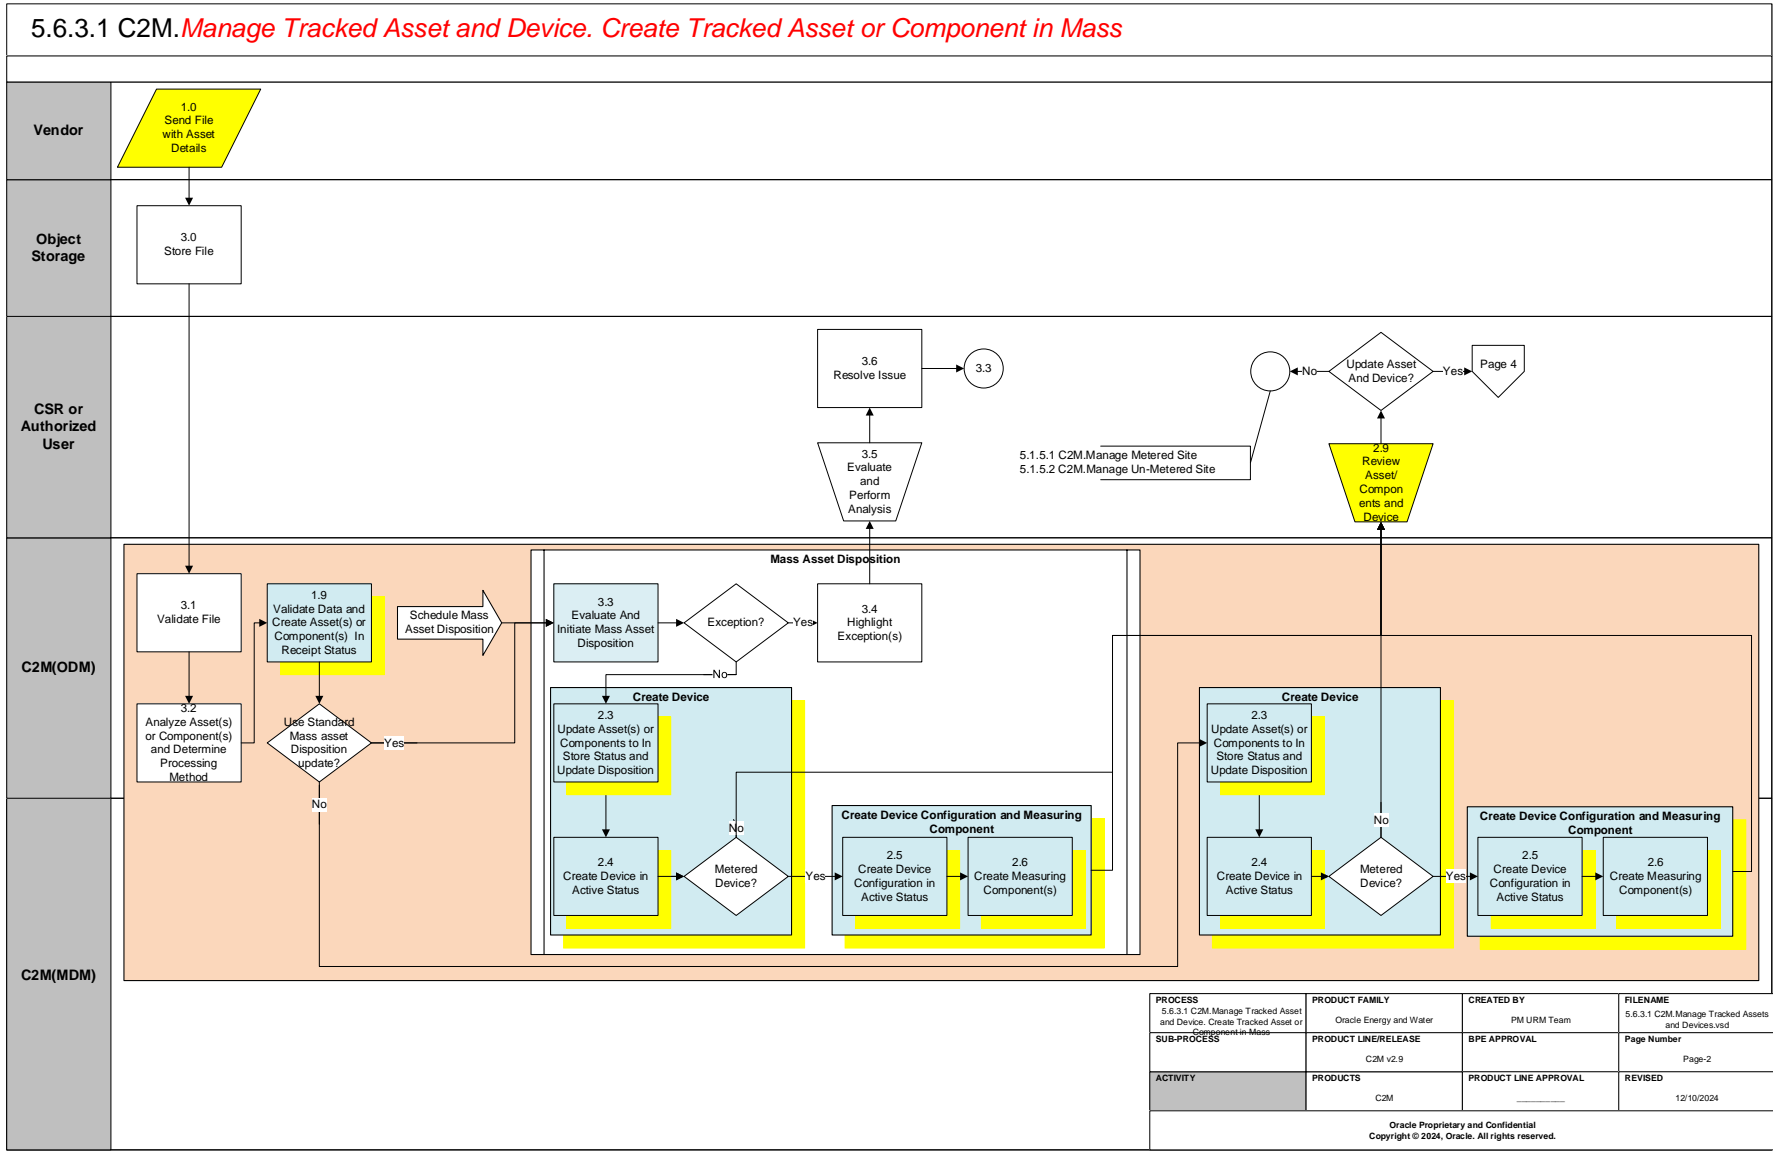 5.6.3.1 C2M.Manage Tracked Asset and Device. Create Tracked Asset or Component in Mass
Vendor
1.0
Send File
with Asset
Details
Object
Storage
3.0
Store File
CSR or
Authorized
User
3.6
Resolve Issue
3.3
No
Update Asset
And Device?
Yes
Page 4
3.5
Evaluate
and
Perform
Analysis
5.1.5.1 C2M.Manage Metered Site
5.1.5.2 C2M.Manage Un-Metered Site
2.9
Review
Asset/
Compon
ents and
Device
C2M(ODM)
Mass Asset Disposition
3.1
Validate File
1.9
Validate Data and
Create Asset(s) or
Component(s) In
Receipt Status
Schedule Mass
Asset Disposition
3.3
Evaluate And
Initiate Mass Asset
Disposition
Exception?
Yes
3.4
Highlight
Exception(s)
No
3.2
Analyze Asset(s)
or Component(s)
and Determine
Processing
Method
Use Standard
Mass asset
Disposition
update?
Yes
No
Create Device
2.3
Update Asset(s) or
Components to In
Store Status and
Update Disposition
Create Device
2.3
Update Asset(s) or
Components to In
Store Status and
Update Disposition
C2M(MDM)
2.4
Create Device in
Active Status
No
Metered
Device?
Yes
Create Device Configuration and Measuring
Component
2.5
Create Device
Configuration in
Active Status
2.6
Create Measuring
Component(s)
2.4
Create Device in
Active Status
No
Metered
Device?
Yes
Create Device Configuration and Measuring
Component
2.5
Create Device
Configuration in
Active Status
2.6
Create Measuring
Component(s)
PROCESS
5.6.3.1 C2M.Manage Tracked Asset
and Device. Create Tracked Asset or
Component in Mass
PRODUCT FAMILY
Oracle Energy and Water
CREATED BY
PM URM Team
FILENAME
5.6.3.1 C2M.Manage Tracked Assets
and Devices.vsd
SUB-PROCESS
PRODUCT LINE/RELEASE
C2M v2.9
BPE APPROVAL
Page Number
Page-2
ACTIVITY
PRODUCTS
C2M
PRODUCT LINE APPROVAL
___________
REVISED
12/10/2024
Oracle Proprietary and Confidential
Copyright © 2024, Oracle. All rights reserved.